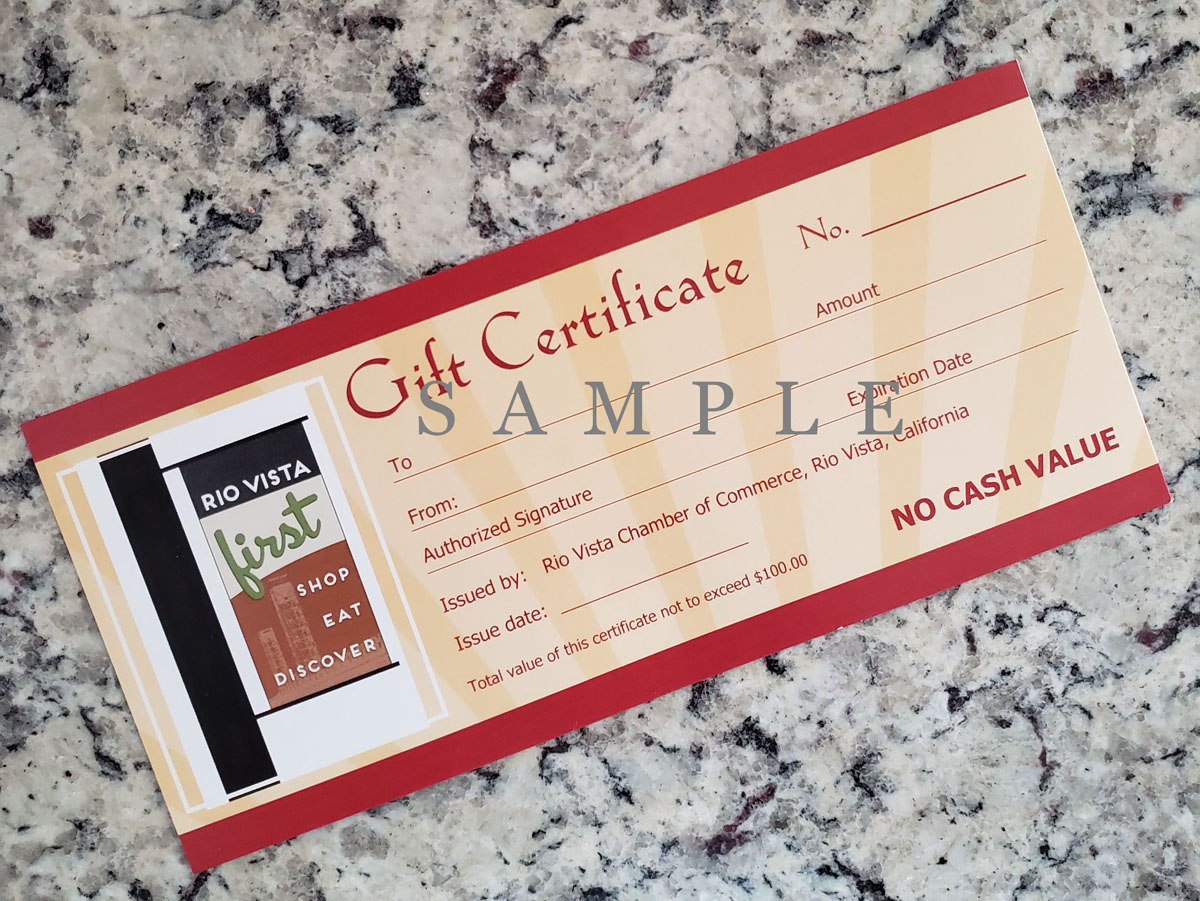 Gift Certificate
No.
To
Amount
From:
Authorized Signature
Expiration Date
Issued by: Rio Vista Chamber of Commerce, Rio Vista, California
Issue date:
Total value of this certificate not to exceed $100.00
NO CASH VALUE
RIO VISTA
first
SHOP
EAT
DISCOVER
SAMPLE